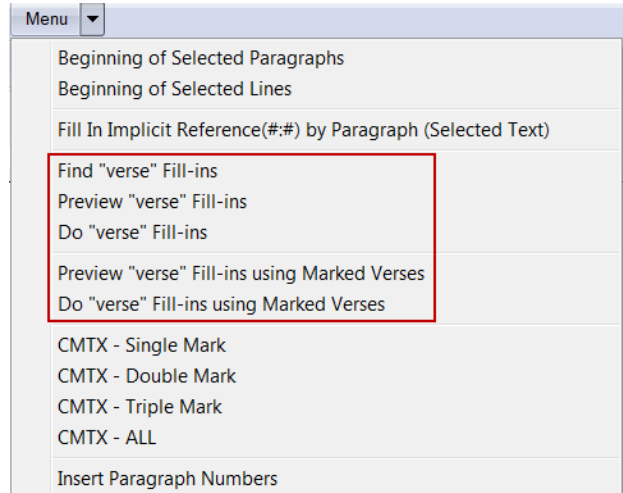 Menu
Beginning of Selected Paragraphs
Beginning of Selected Lines
Fill In Implicit Reference(#:#) by Paragraph (Selected Text)
Find "verse" Fill-ins
Preview "verse" Fill-ins
Do "verse" Fill-ins
Preview "verse" Fill-ins using Marked Verses
Do "verse" Fill-ins using Marked Verses
CMTX - Single Mark
CMTX - Double Mark
CMTX - Triple Mark
CMTX - ALL
Insert Paragraph Numbers